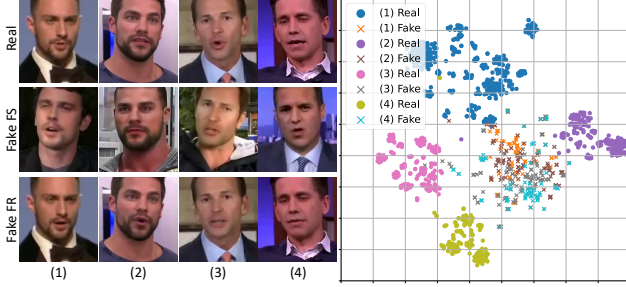 Real
Fake FS
Fake FR
(1)
(2)
(3)
(4)
(1) Real
(1) Fake
(2) Real
(2) Fake
(3) Real
(3) Fake
(4) Real
(4) Fake